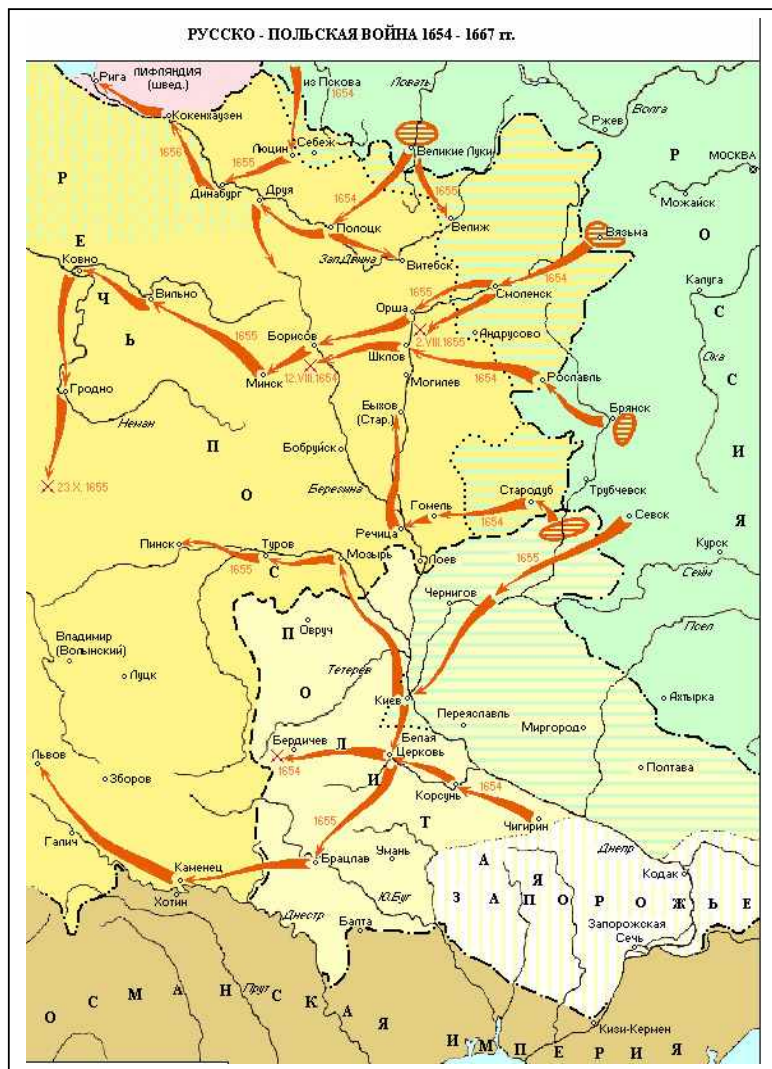 РУССКО - ПОЛЬСКАЯ ВОЙНА 1654 - 1667 гг.
Рига
ЛИФЛЯНДИЯ
(швед.)
из Пскова
1654
Ловать
Ржев
Волга
Кокенхаузен
Люцин
Себеж
Великие Луки
Р
МОСКВА
1656
1655
Динабург
Друя
1654
1655
Можайск
Р
Полоцк
Велиж
О
Вязьма
Е
Зап.Двина
Витебск
1654
Ковно
Вильно
1655
Смоленск
Калуга
Ч
Орша
С
Ь
1655
Борисов
2.VIII.1655
Андрусово
Шклов
С
Минск
12.VIII.1654
Ока
Гродно
Могилев
1654
Рославль
Неман
Быхов
(Стар.)
Брянск
П
И
Бобруйск
23.X.1655
О
Березина
Трубчевск
Стародуб
Гомель
1654
Севск
Я
Речица
Пинск
Туров
Мозырь
Лоев
1655
Курск
1655
С
Сейм
Чернигов
Овруч
П
Псел
Владимир
(Волынский)
Луцк
Тетерев
О
Киев
Ахтырка
Переяславль
Миргород
Бердичев
Л
Белая
Церковь
Львов
1654
Полтава
Зборов
И
Корсунь
1654
1655
Т
Чигирин
Галич
Умань
Днепр
Брацлав
А
Каменец
Я
Кодак
Хотин
Ю.Буг
З А П О Р О Ж Ь Е
Днестр
Балта
Запорожская
Сечь
Прут
О С М А Н С К А Я
И М П Е Р И Я
Кизи-Кермен